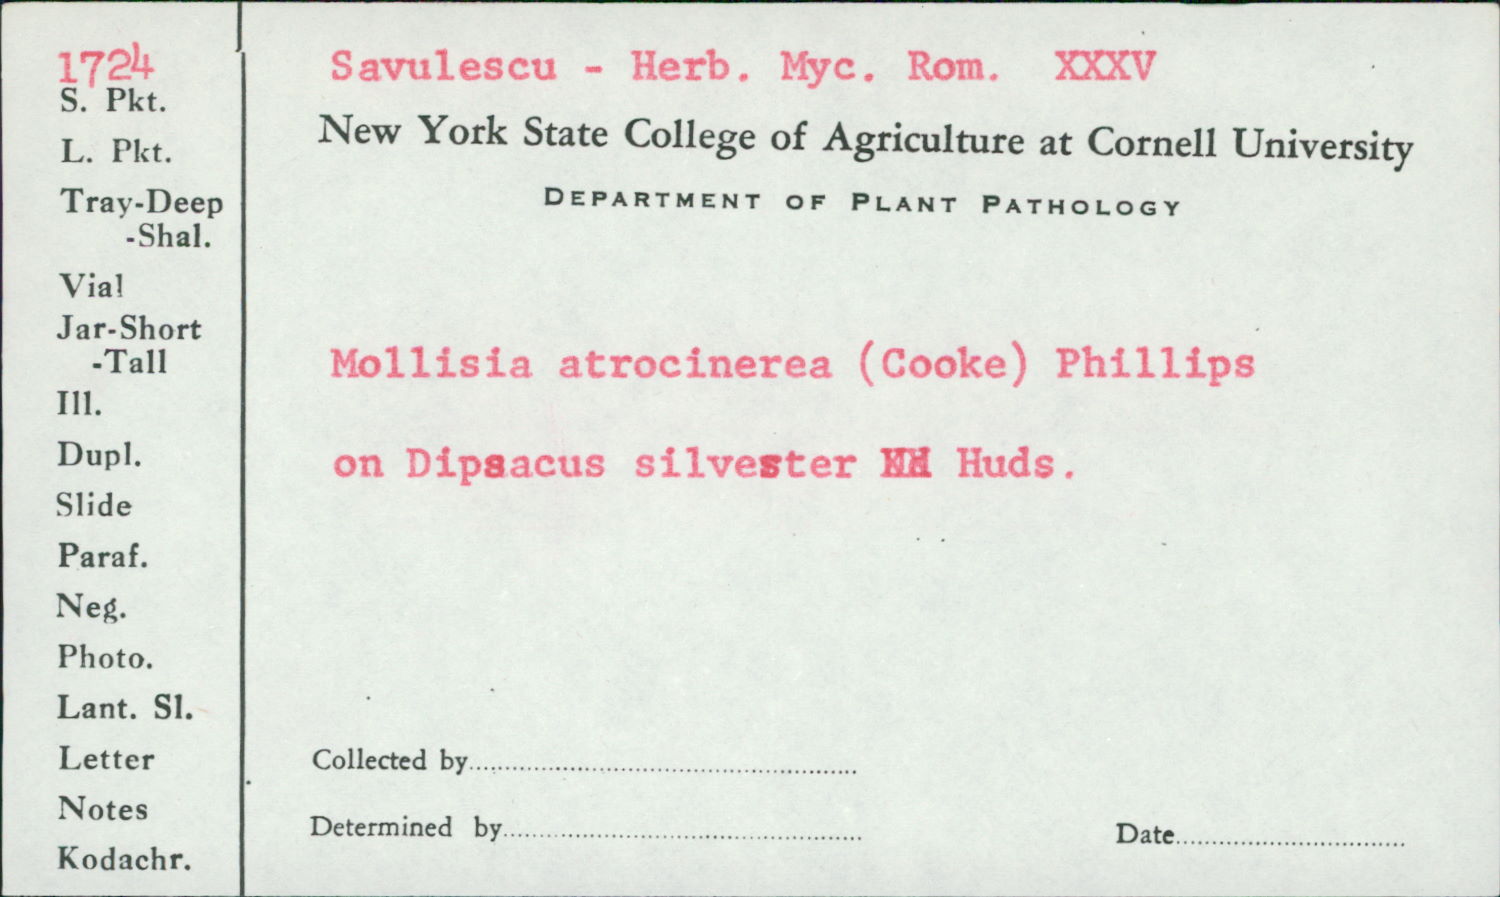 1724
S. Pkt.
L. Pkt.
Tray-Deep
-Shal.
Vial
Jar-Short
-Tall
Ill.
Dupl.
Slide
Paraf.
Neg.
Photo.
Lant. Sl.
Letter
Notes
Kodachr.
Savulescu - Herb. Myc. Rom. XXXV
New York State College of Agriculture at Cornell University
DEPARTMENT OF PLANT PATHOLOGY
Mollisia atrocinerea (Cooke) Phillips
on Dipsacus silvester Huds.
Collected by
Determined by
Date